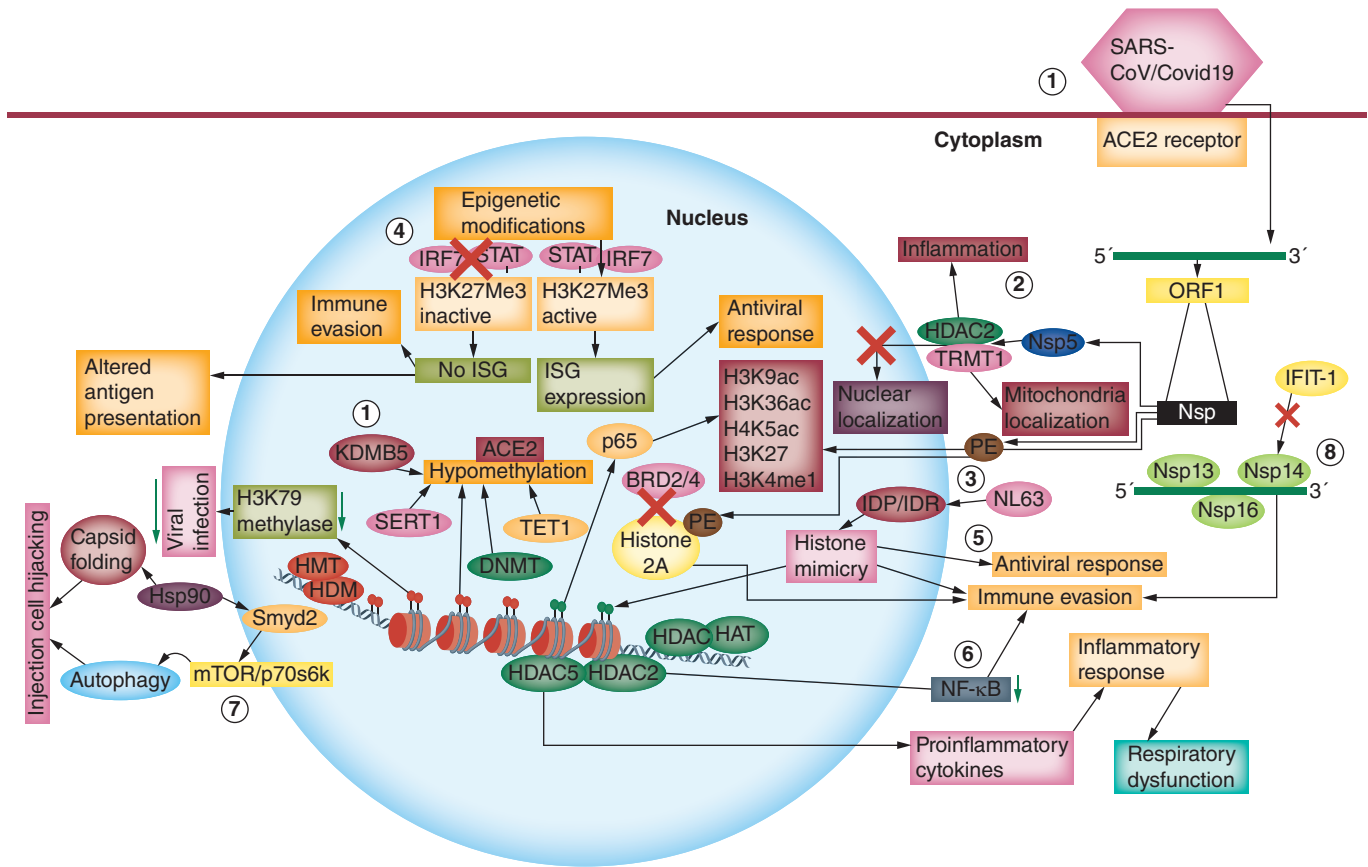 SARS-
CoV/Covid19
1
Cytoplasm
ACE2 receptor
Nucleus
Epigenetic
modifications
4
IRF7
STAT
STAT
IRF7
H3K27Me3
inactive
H3K27Me3
active
Immune
evasion
No ISG
ISG
expression
Antiviral
response
Altered
antigen
presentation
Inflammation
2
HDAC2
TRMT1
Nsp5
Nuclear
localization
Mitochondria
localization
5´
3´
ORF1
Nsp
IFIT-1
H3K9ac
H3K36ac
H4K5ac
H3K27
H3K4me1
PE
3
1
KDMB5
ACE2
Hypomethylation
p65
SERT1
TET1
DNMT
BRD2/4
PE
Histone
2A
IDP/IDR
NL63
Histone
mimicry
5
Antiviral response
Immune evasion
Nsp13
Nsp14
8
5´
3´
Nsp16
Viral
infection
H3K79
methylase
Capsid
folding
HMT
HDM
Hsp90
Smyd2
Injection cell hijacking
Autophagy
mTOR/p70s6k
7
HDAC
HAT
HDAC5
HDAC2
6
NF-κB
Inflammatory
response
Proinflammatory
cytokines
Respiratory
dysfunction